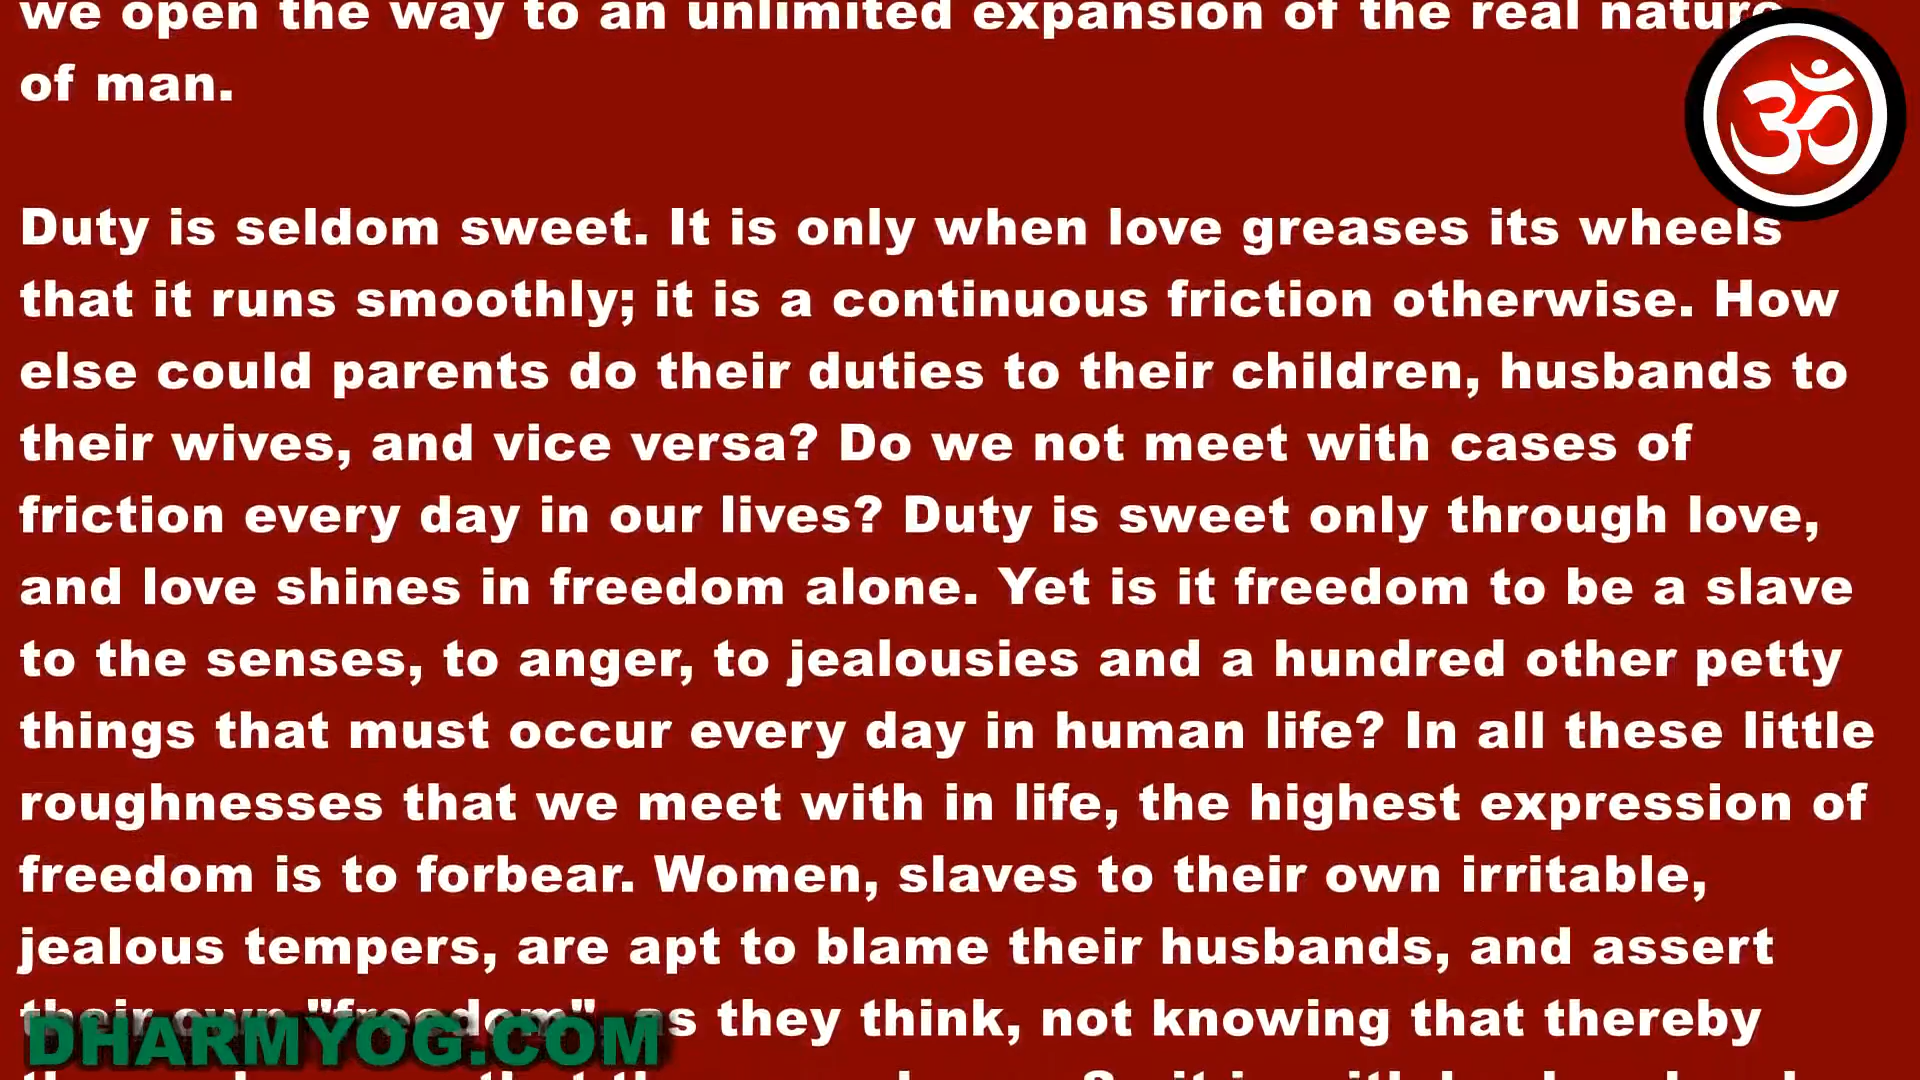 we open the way to an unlimited expansion of the real nature
of man.
Duty is seldom sweet. It is only when love greases its wheels
that it runs smoothly; it is a continuous friction otherwise. How
else could parents do their duties to their children, husbands to
their wives, and vice versa? Do we not meet with cases of
friction every day in our lives? Duty is sweet only through love,
and love shines in freedom alone. Yet is it freedom to be a slave
to the senses, to anger, to jealousies and a hundred other petty
things that must occur every day in human life? In all these little
roughnesses that we meet with in life, the highest expression of
freedom is to forbear. Women, slaves to their own irritable,
jealous tempers, are apt to blame their husbands, and assert
their own "freedom", as they think, not knowing that thereby
DHARMYOG.COM
ॐ